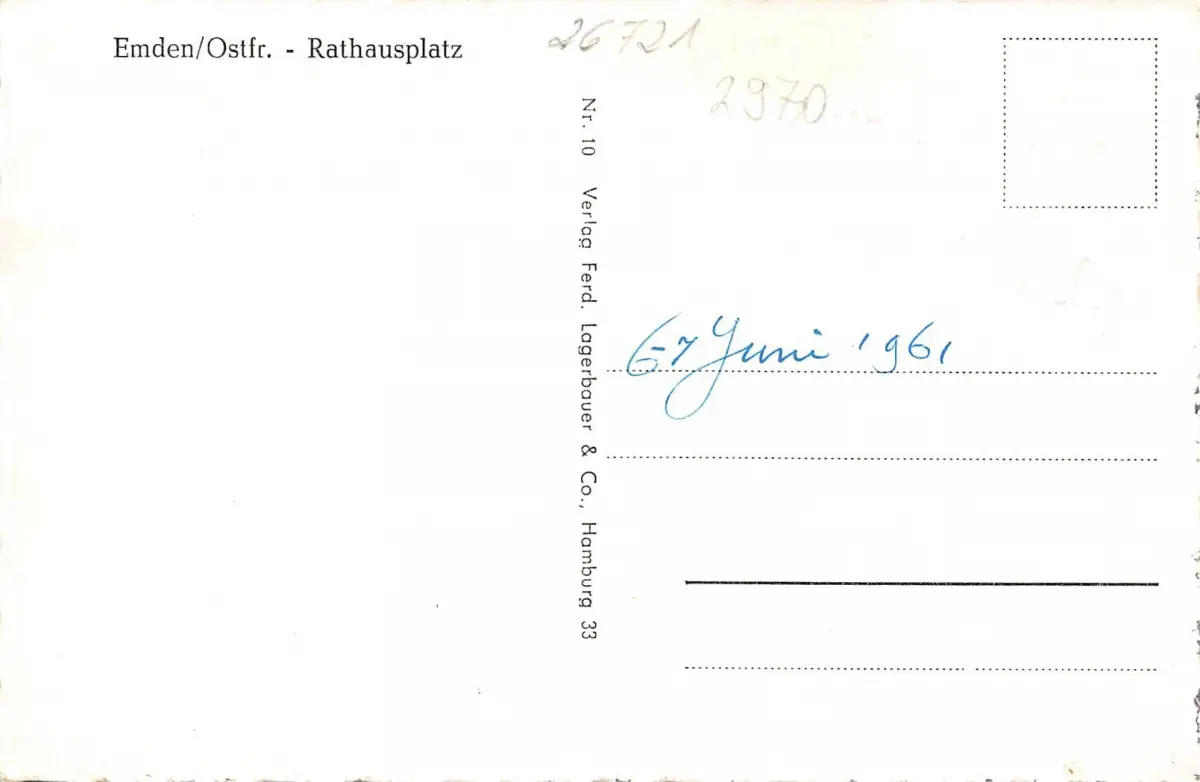 Emden/Ostfr. - Rathausplatz
26721
2970
Nr. 10 Verlag Ferd. Lagerbauer & Co., Hamburg 33
6-7 Juni 1961